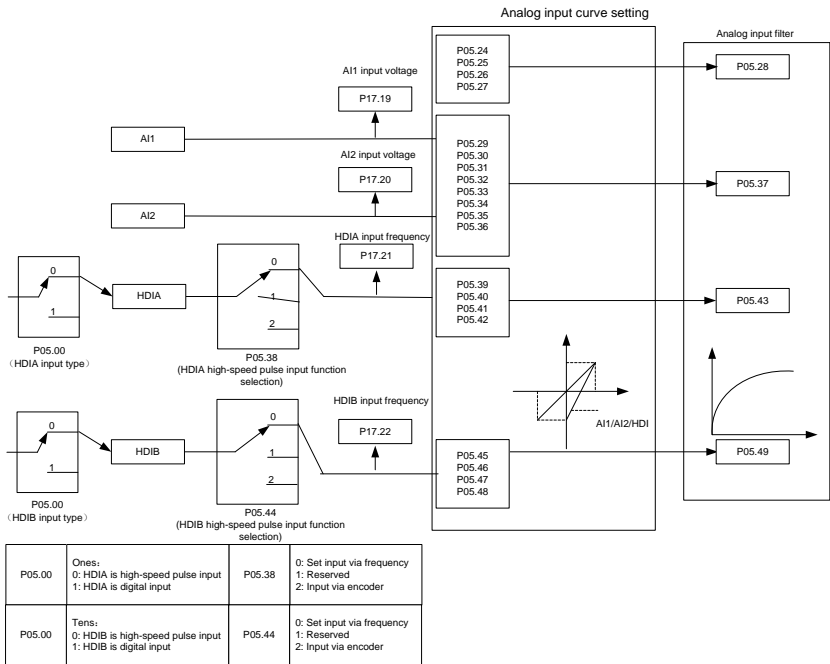 Analog input curve setting
Analog input filter
P05.24
P05.25
P05.26
P05.27
P05.28
AI1 input voltage
P17.19
AI1
AI2 input voltage
P17.20
AI2
P05.29
P05.30
P05.31
P05.32
P05.33
P05.34
P05.35
P05.36
P05.37
HDIA input frequency
P17.21
0
1
HDIA
0
1
2
P05.39
P05.40
P05.41
P05.42
P05.43
P05.00
（HDIA input type）
P05.38
(HDIA high-speed pulse input function
selection)
AI1/AI2/HDI
HDIB input frequency
P17.22
0
1
HDIB
0
1
2
P05.45
P05.46
P05.47
P05.48
P05.49
P05.00
（HDIB input type）
P05.44
(HDIB high-speed pulse input function
selection)
P05.00
Ones:
0: HDIA is high-speed pulse input
1: HDIA is digital input
P05.38
0: Set input via frequency
1: Reserved
2: Input via encoder
P05.00
Tens:
0: HDIB is high-speed pulse input
1: HDIB is digital input
P05.44
0: Set input via frequency
1: Reserved
2: Input via encoder